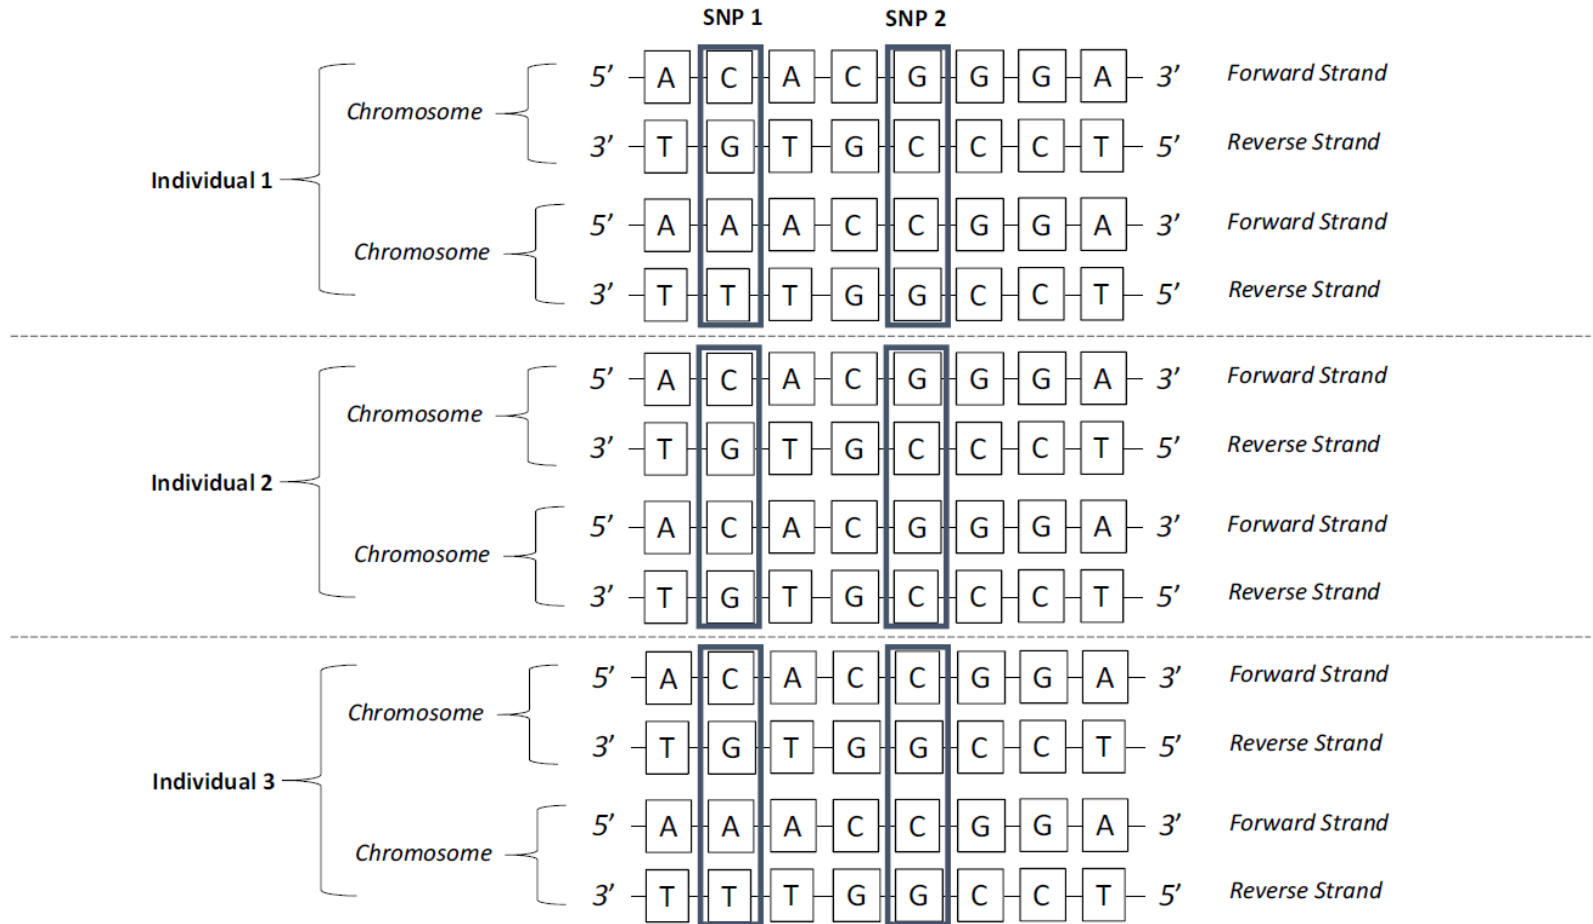 SNP 1 SNP 2
5’ A C A C G G G A 3’ Forward Strand
Chromosome
3’ T G T G C C C T 5’ Reverse Strand
Individual 1
5’ A A A C C G G A 3’ Forward Strand
Chromosome
3’ T T T G G C C T 5’ Reverse Strand
5’ A C A C G G G A 3’ Forward Strand
Chromosome
3’ T G T G C C C T 5’ Reverse Strand
Individual 2
5’ A C A C G G G A 3’ Forward Strand
Chromosome
3’ T G T G C C C T 5’ Reverse Strand
5’ A C A C C G G A 3’ Forward Strand
Chromosome
3’ T G T G G C C T 5’ Reverse Strand
Individual 3
5’ A A A C C G G A 3’ Forward Strand
Chromosome
3’ T T T G G C C T 5’ Reverse Strand